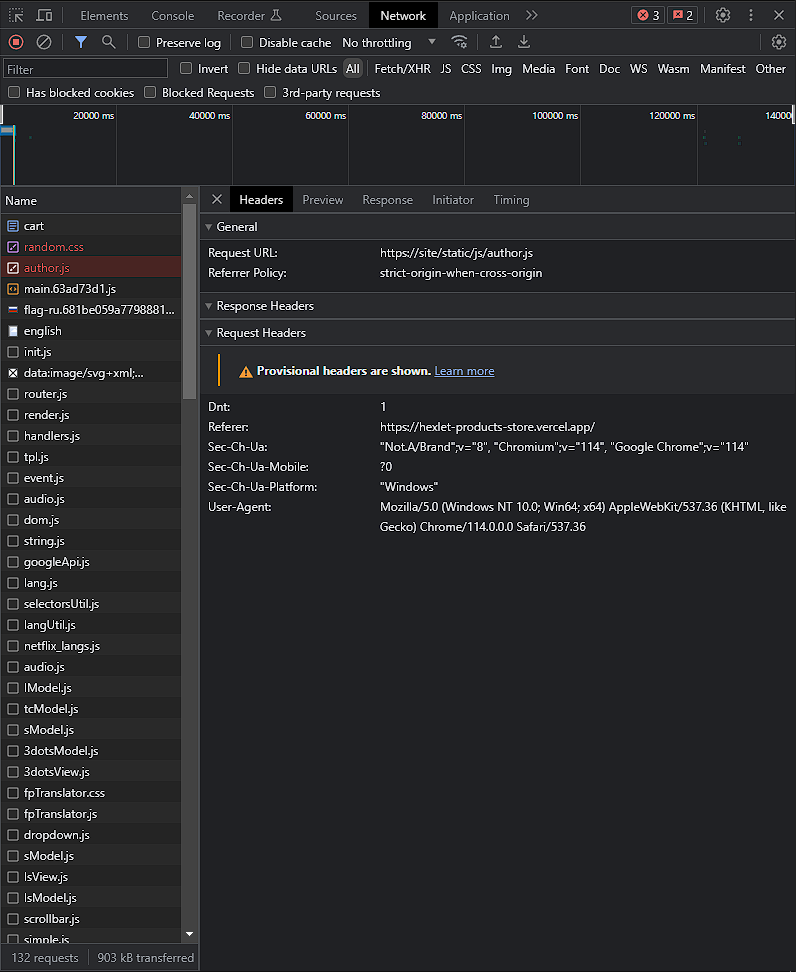 Elements Console Recorder Sources Network Application 3 2
Preserve log Disable cache No throttling
Filter Invert Hide data URLs All Fetch/XHR JS CSS Img Media Font Doc WS Wasm Manifest Other
Has blocked cookies Blocked Requests 3rd-party requests
20000 ms 40000 ms 60000 ms 80000 ms 100000 ms 120000 ms 14000
Name
cart
random.css
author.js
main.63ad73d1.js
flag-ru.681be059a7798881...
english
init.js
data:image/svg+xml;...
router.js
render.js
handlers.js
tpl.js
event.js
audio.js
dom.js
string.js
googleApi.js
lang.js
selectorsUtil.js
langUtil.js
netflix_langs.js
audio.js
lModel.js
tcModel.js
sModel.js
3dotsModel.js
3dotsView.js
fpTranslator.css
fpTranslator.js
dropdown.js
sModel.js
lsView.js
lsModel.js
scrollbar.js
simple.js
132 requests 903 kB transferred
Headers Preview Response Initiator Timing
General
Request URL: https://site/static/js/author.js
Referrer Policy: strict-origin-when-cross-origin
Response Headers
Request Headers
Provisional headers are shown. Learn more
Dnt: 1
Referer: https://hexlet-products-store.vercel.app/
Sec-Ch-Ua: "Not.A/Brand";v="8", "Chromium";v="114", "Google Chrome";v="114"
Sec-Ch-Ua-Mobile: ?0
Sec-Ch-Ua-Platform: "Windows"
User-Agent: Mozilla/5.0 (Windows NT 10.0; Win64; x64) AppleWebKit/537.36 (KHTML, like
Gecko) Chrome/114.0.0.0 Safari/537.36